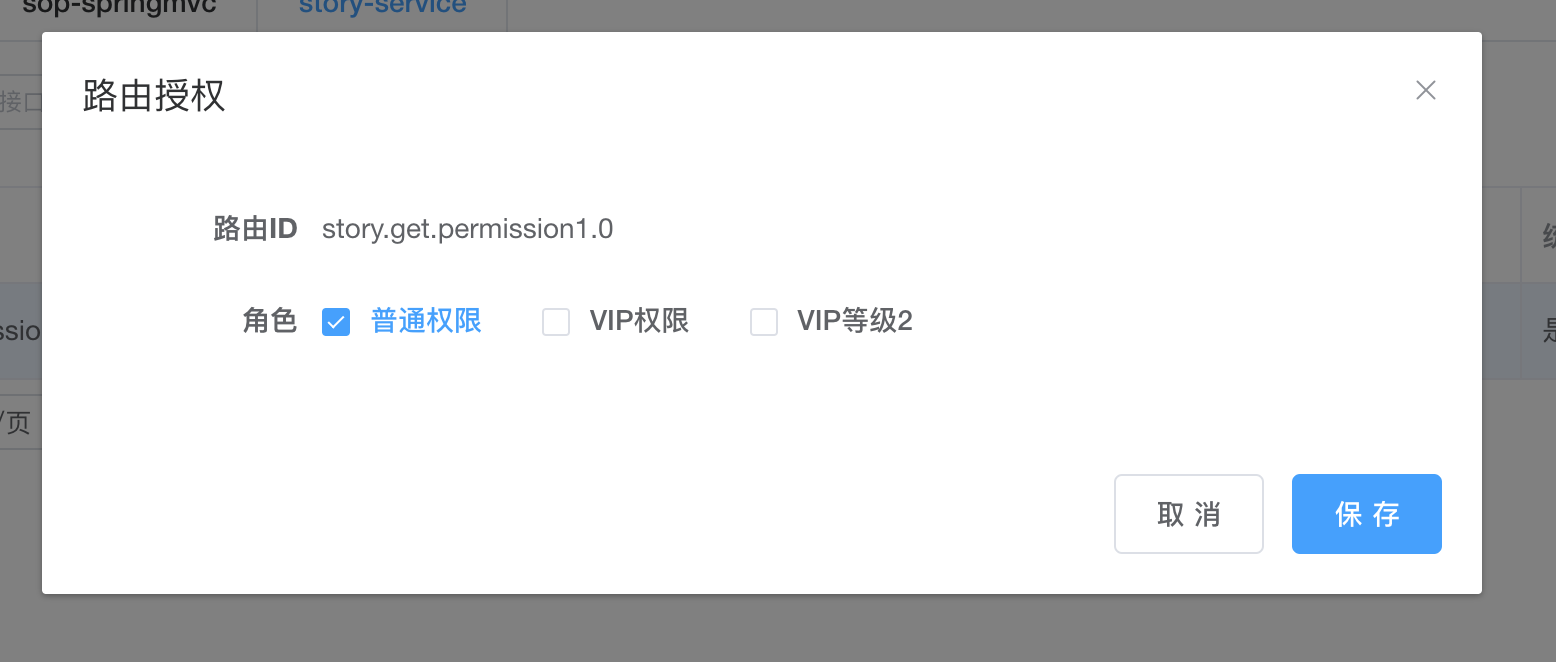 sop-springmvc story-service
路由授权
接口
路由ID story.get.permission1.0
角色 普通权限 VIP权限 VIP等级2
ssio 是
/页
取消 保存